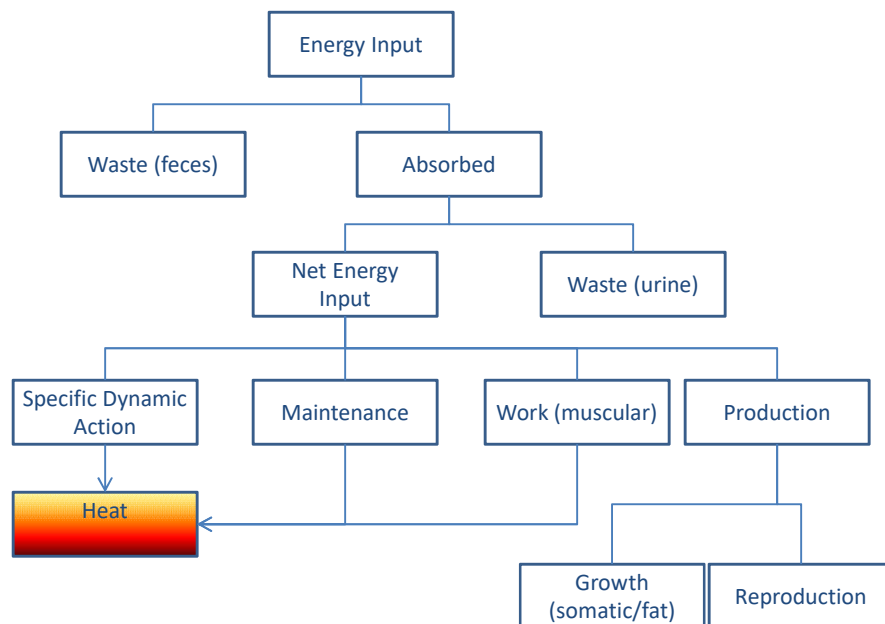 Energy Input
Waste (feces)
Absorbed
Net Energy
Input
Waste (urine)
Specific Dynamic
Action
Maintenance
Work (muscular)
Production
Heat
Growth
(somatic/fat)
Reproduction